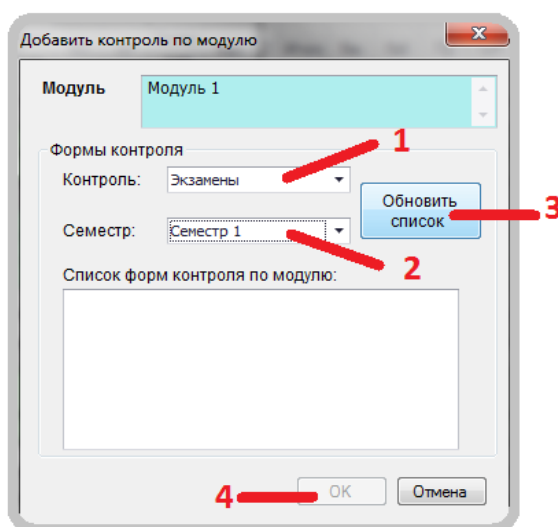 Добавить контроль по модулю
Модуль
Модуль 1
Формы контроля
1
Контроль:
Экзамены
Обновить
список
3
Семестр:
Семестр 1
2
Список форм контроля по модулю:
4
OK
Отмена